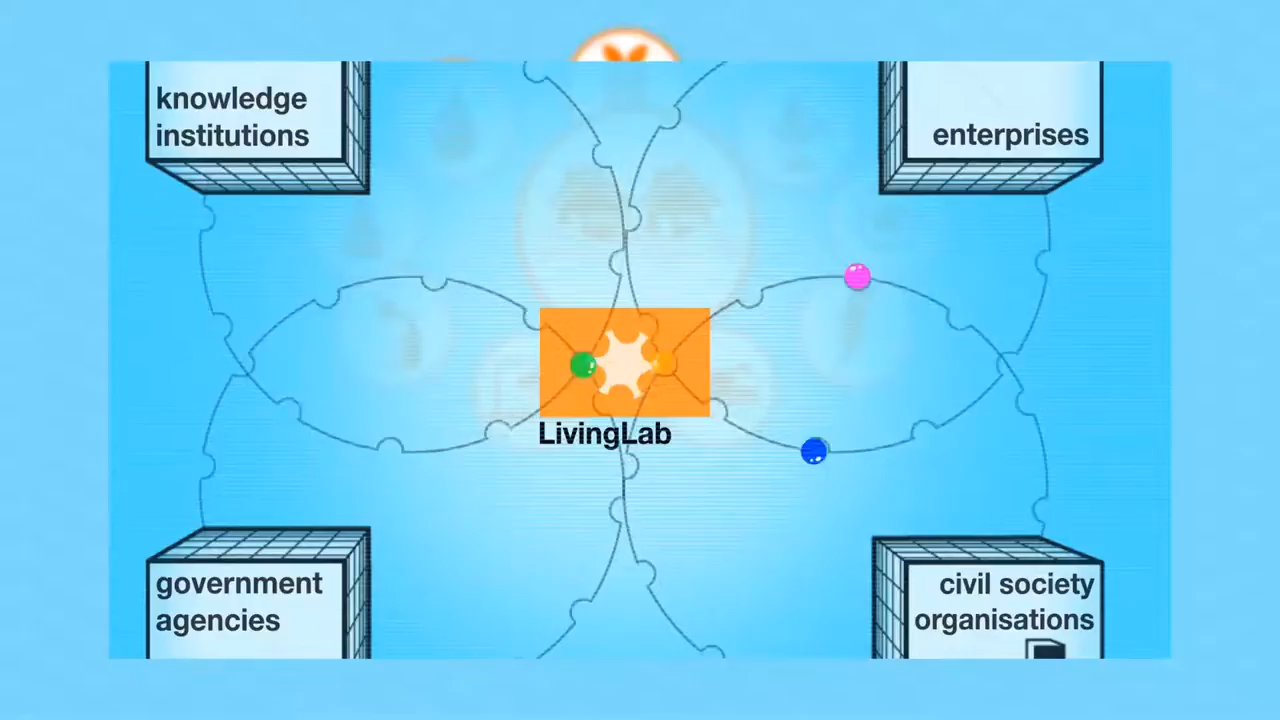 knowledge
institutions
enterprises
LivingLab
government
agencies
civil society
organisations